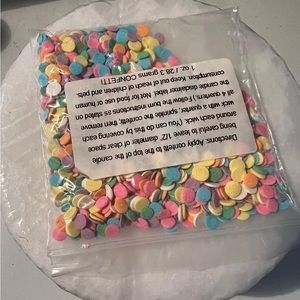 Directions: Apply confetti to the top of the candle
being careful to leave a 1/2" diameter of clear space
around each wick. (You can do this by covering each
wick with a quarter, sprinkle the confetti, then remove
all 4 quarters. Follow the instructions as stated on
the candle disclaimer label. Not for food use or human
consumption. Keep out of reach of children and pets.
1 oz / 28.3 grams CONFETTI